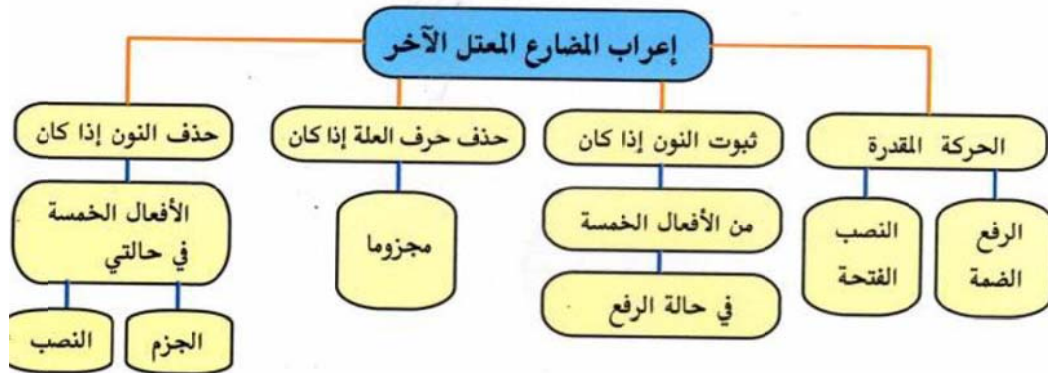 إعراب المضارع المعتل الآخر
الحركة المقدرة
الرفع
الضمة
النصب
الفتحة
ثبوت النون إذا كان
من الأفعال الخمسة
في حالة الرفع
حذف حرف العلة إذا كان
مجزوما
حذف النون إذا كان
الأفعال الخمسة
في حالتي
الجزم
النصب